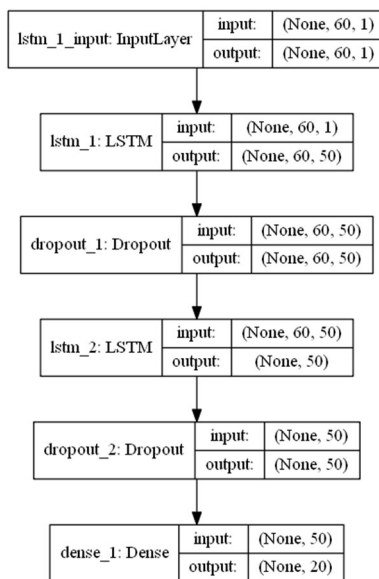 lstm_1_input: InputLayer
input: (None, 60, 1)
output: (None, 60, 1)
lstm_1: LSTM
input: (None, 60, 1)
output: (None, 60, 50)
dropout_1: Dropout
input: (None, 60, 50)
output: (None, 60, 50)
lstm_2: LSTM
input: (None, 60, 50)
output: (None, 50)
dropout_2: Dropout
input: (None, 50)
output: (None, 50)
dense_1: Dense
input: (None, 50)
output: (None, 20)